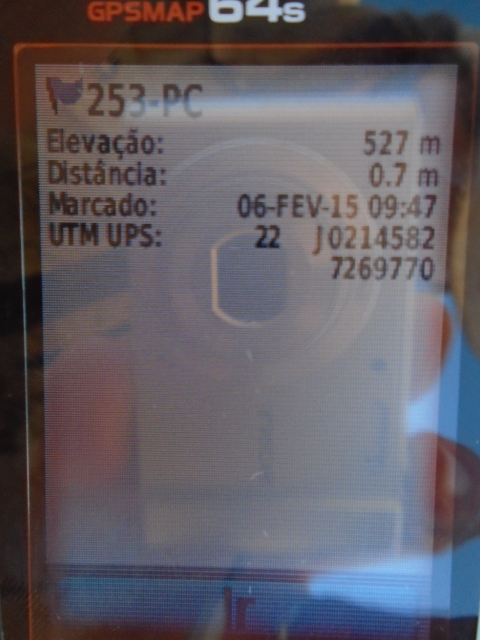 GPSMAP 64s
253-PC
Elevação: 527 m
Distância: 0.7 m
Marcado: 06-FEV-15 09:47
UTM UPS: 22 J0214582
7269770